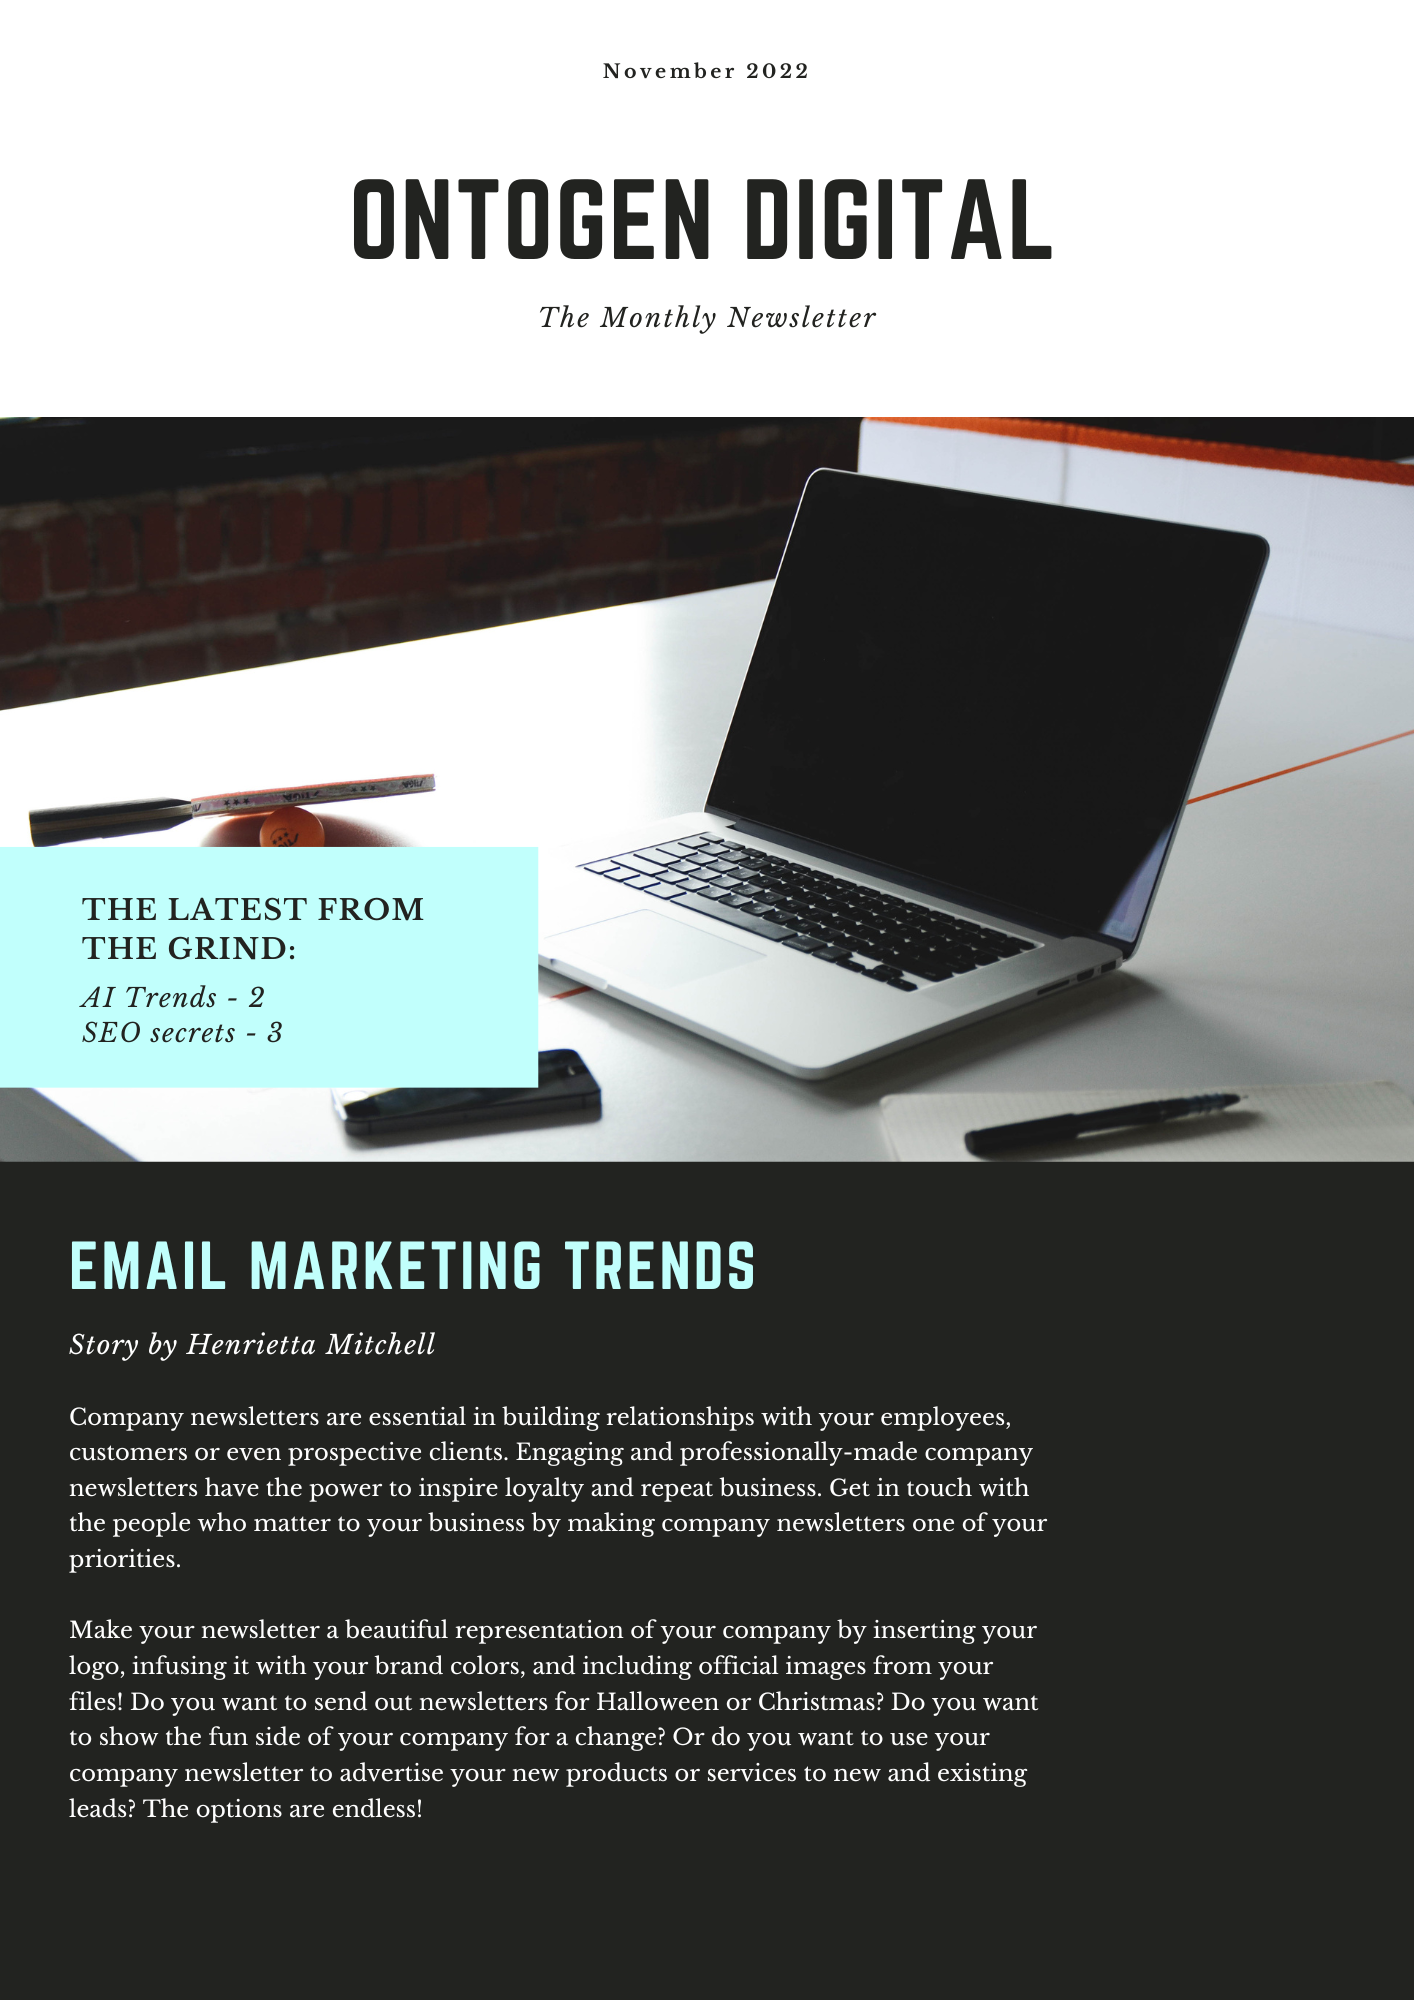 November 2022
ONTOGEN DIGITAL
The Monthly Newsletter
THE LATEST FROM
THE GRIND:
AI Trends - 2
SEO secrets - 3
EMAIL MARKETING TRENDS
Story by Henrietta Mitchell
Company newsletters are essential in building relationships with your employees,
customers or even prospective clients. Engaging and professionally-made company
newsletters have the power to inspire loyalty and repeat business. Get in touch with
the people who matter to your business by making company newsletters one of your
priorities.
Make your newsletter a beautiful representation of your company by inserting your
logo, infusing it with your brand colors, and including official images from your
files! Do you want to send out newsletters for Halloween or Christmas? Do you want
to show the fun side of your company for a change? Or do you want to use your
company newsletter to advertise your new products or services to new and existing
leads? The options are endless!